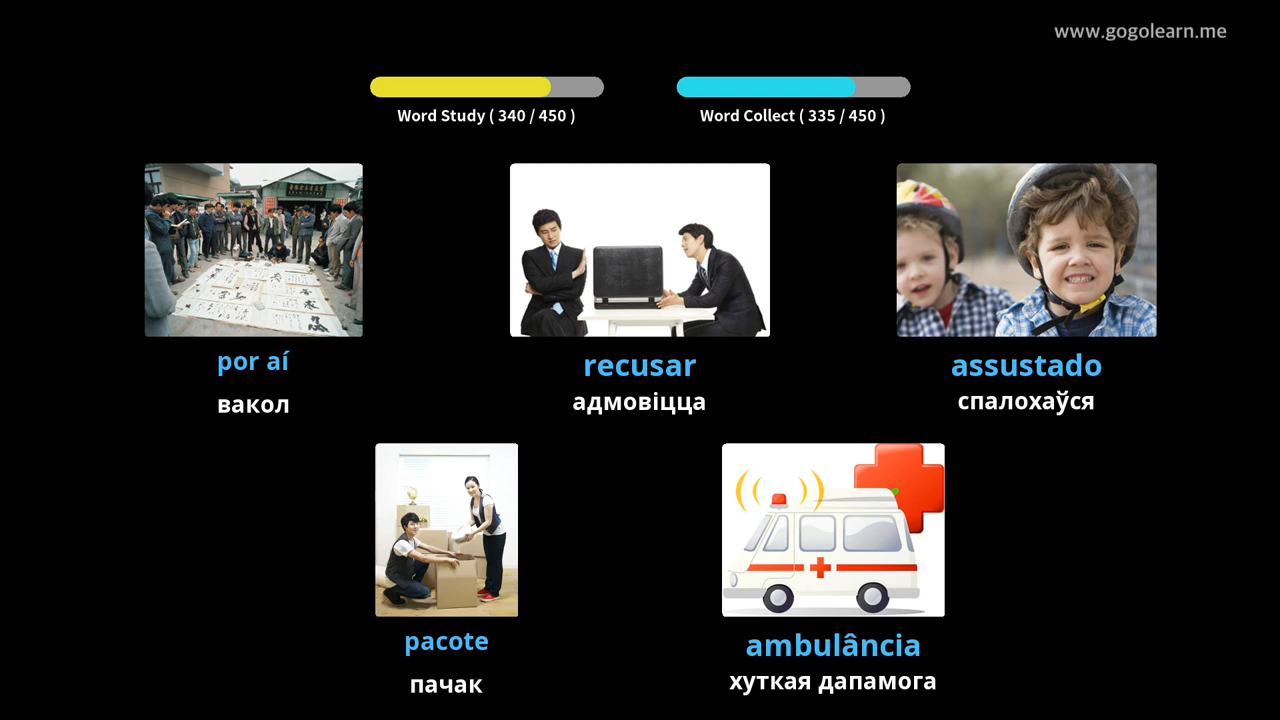 www.gogolearn.me
Word Study ( 340 / 450 )
Word Collect ( 335 / 450 )
por aí
вакол
recusar
адмовіцца
assustado
спалохаўся
pacote
пачак
ambulância
хуткая дапамога